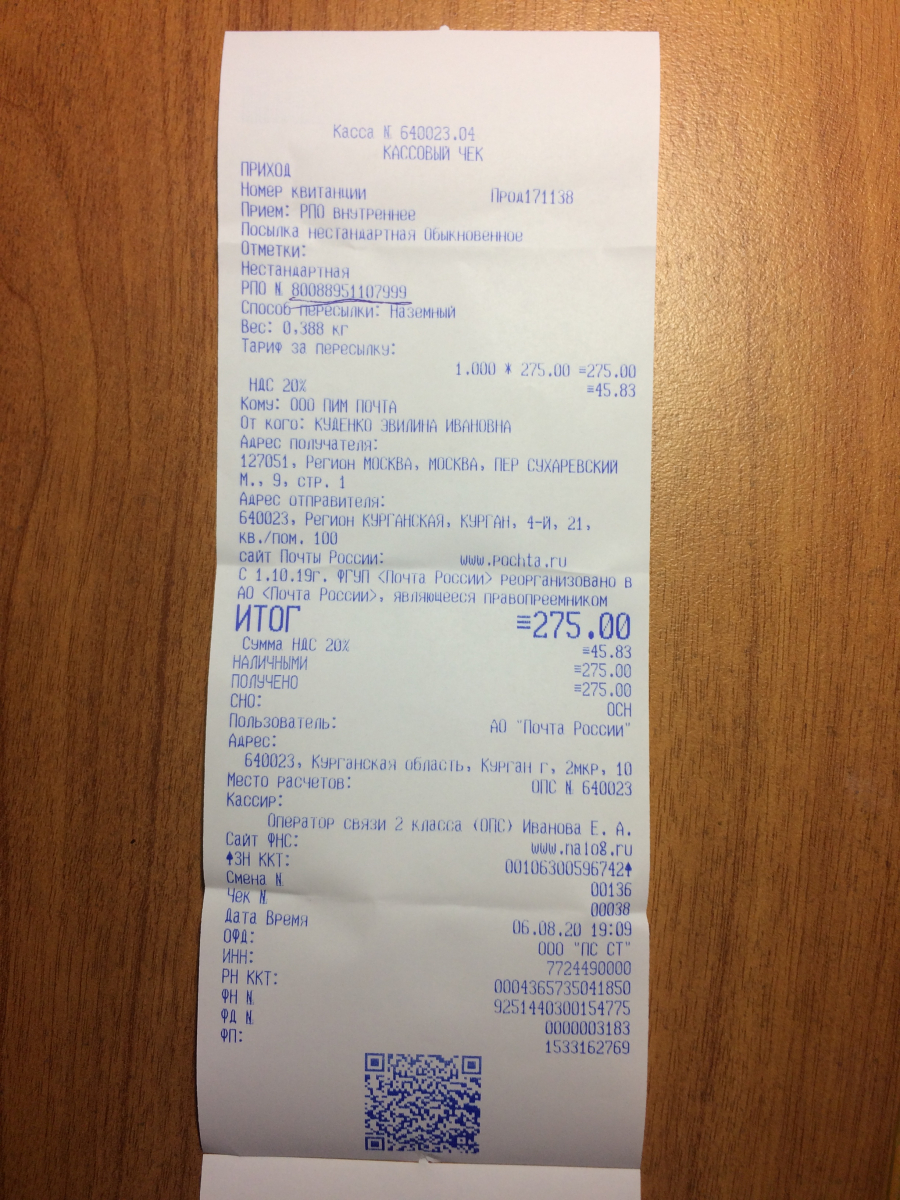 Касса № 640023.04
КАССОВЫЙ ЧЕК
ПРИХОД
Номер квитанции Прод171138
Прием: РПО внутреннее
Посылка нестандартная Обыкновенное
Отметки:
Нестандартная
РПО № 80088951107999
Способ пересылки: Наземный
Вес: 0,388 кг
Тариф за пересылку:
1.000 * 275.00 =275.00
НДС 20% =45.83
Кому: ООО ПИМ ПОЧТА
От кого: КУДЕНКО ЭВИЛИНА ИВАНОВНА
Адрес получателя:
127051, Регион МОСКВА, МОСКВА, ПЕР СУХАРЕВСКИЙ
М., 9, стр. 1
Адрес отправителя:
640023, Регион КУРГАНСКАЯ, КУРГАН, 4-й, 21,
кв./пом. 100
сайт Почты России: www.pochta.ru
С 1.10.19г. ФГУП <Почта России> реорганизовано в
АО <Почта России>, являющееся правопреемником
ИТОГ =275.00
Сумма НДС 20% =45.83
НАЛИЧНЫМИ =275.00
ПОЛУЧЕНО =275.00
СНО: ОСН
Пользователь: АО "Почта России"
Адрес:
640023, Курганская область, Курган г, 2мкр, 10
Место расчетов: ОПС № 640023
Кассир:
Оператор связи 2 класса (ОПС) Иванова Е. А.
Сайт ФНС: www.nalog.ru
↑ЗН ККТ: 00106300596742↑
Смена № 00136
Чек № 00038
Дата Время 06.08.20 19:09
ОФД: ООО "ПС СТ"
ИНН: 7724490000
РН ККТ: 0004365735041850
ФН № 9251440300154775
ФД № 0000003183
ФП: 1533162769